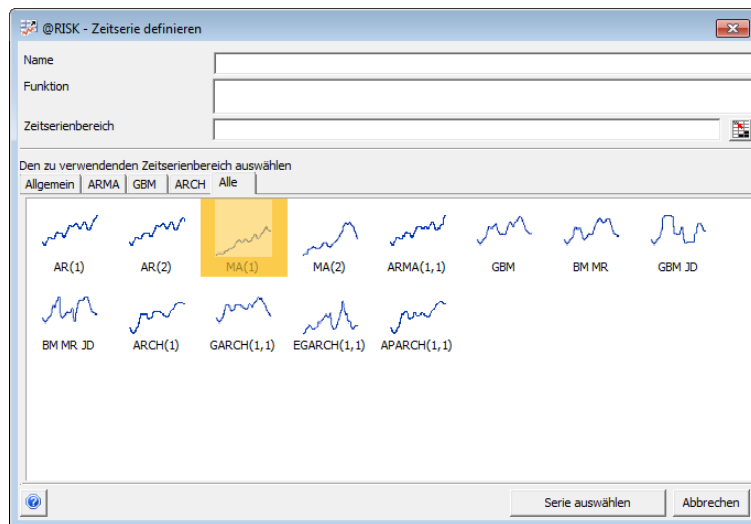 @RISK - Zeitserie definieren
Name
Funktion
Zeitserienbereich
Den zu verwendenden Zeitserienbereich auswählen
Allgemein ARMA GBM ARCH Alle
AR(1) AR(2) MA(1) MA(2) ARMA(1,1) GBM BM MR GBM JD
BM MR JD ARCH(1) GARCH(1,1) EGARCH(1,1) APARCH(1,1)
Serie auswählen Abbrechen